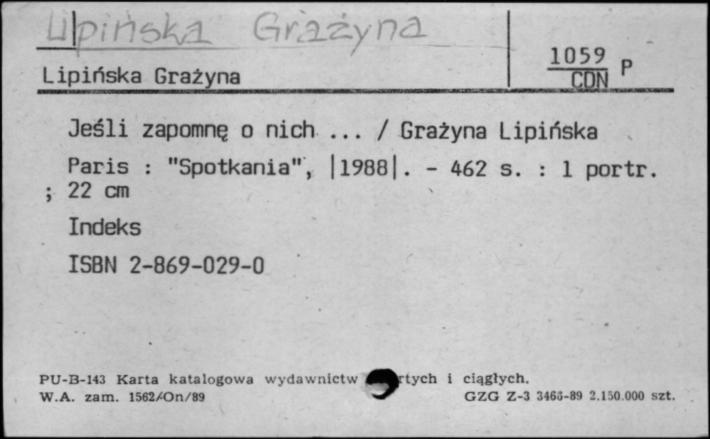 Lipińska Grażyna
Lipińska Grażyna
1059 P
CDN
Jeśli zapomnę o nich ... / Grażyna Lipińska
Paris : "Spotkania", |1988|. - 462 s. : 1 portr.
; 22 cm
Indeks
ISBN 2-869-029-0
PU-B-143 Karta katalogowa wydawnictw rtych i ciągłych.
W.A. zam. 1562/On/89 GZG Z-3 3466-89 2.150.000 szt.